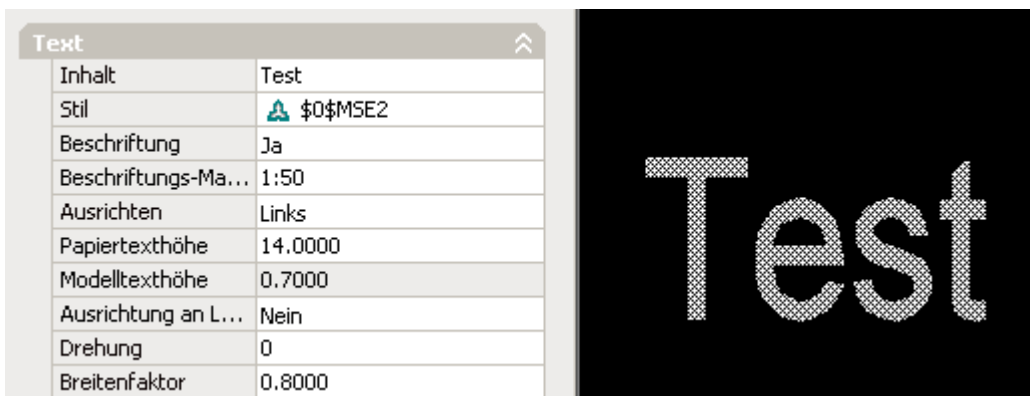 Text
Inhalt Test
Stil $0$MSE2
Beschriftung Ja
Beschriftungs-Ma... 1:50
Ausrichten Links
Papiertexthöhe 14.0000
Modelltexthöhe 0.7000
Ausrichtung an L... Nein
Drehung 0
Breitenfaktor 0.8000
Test